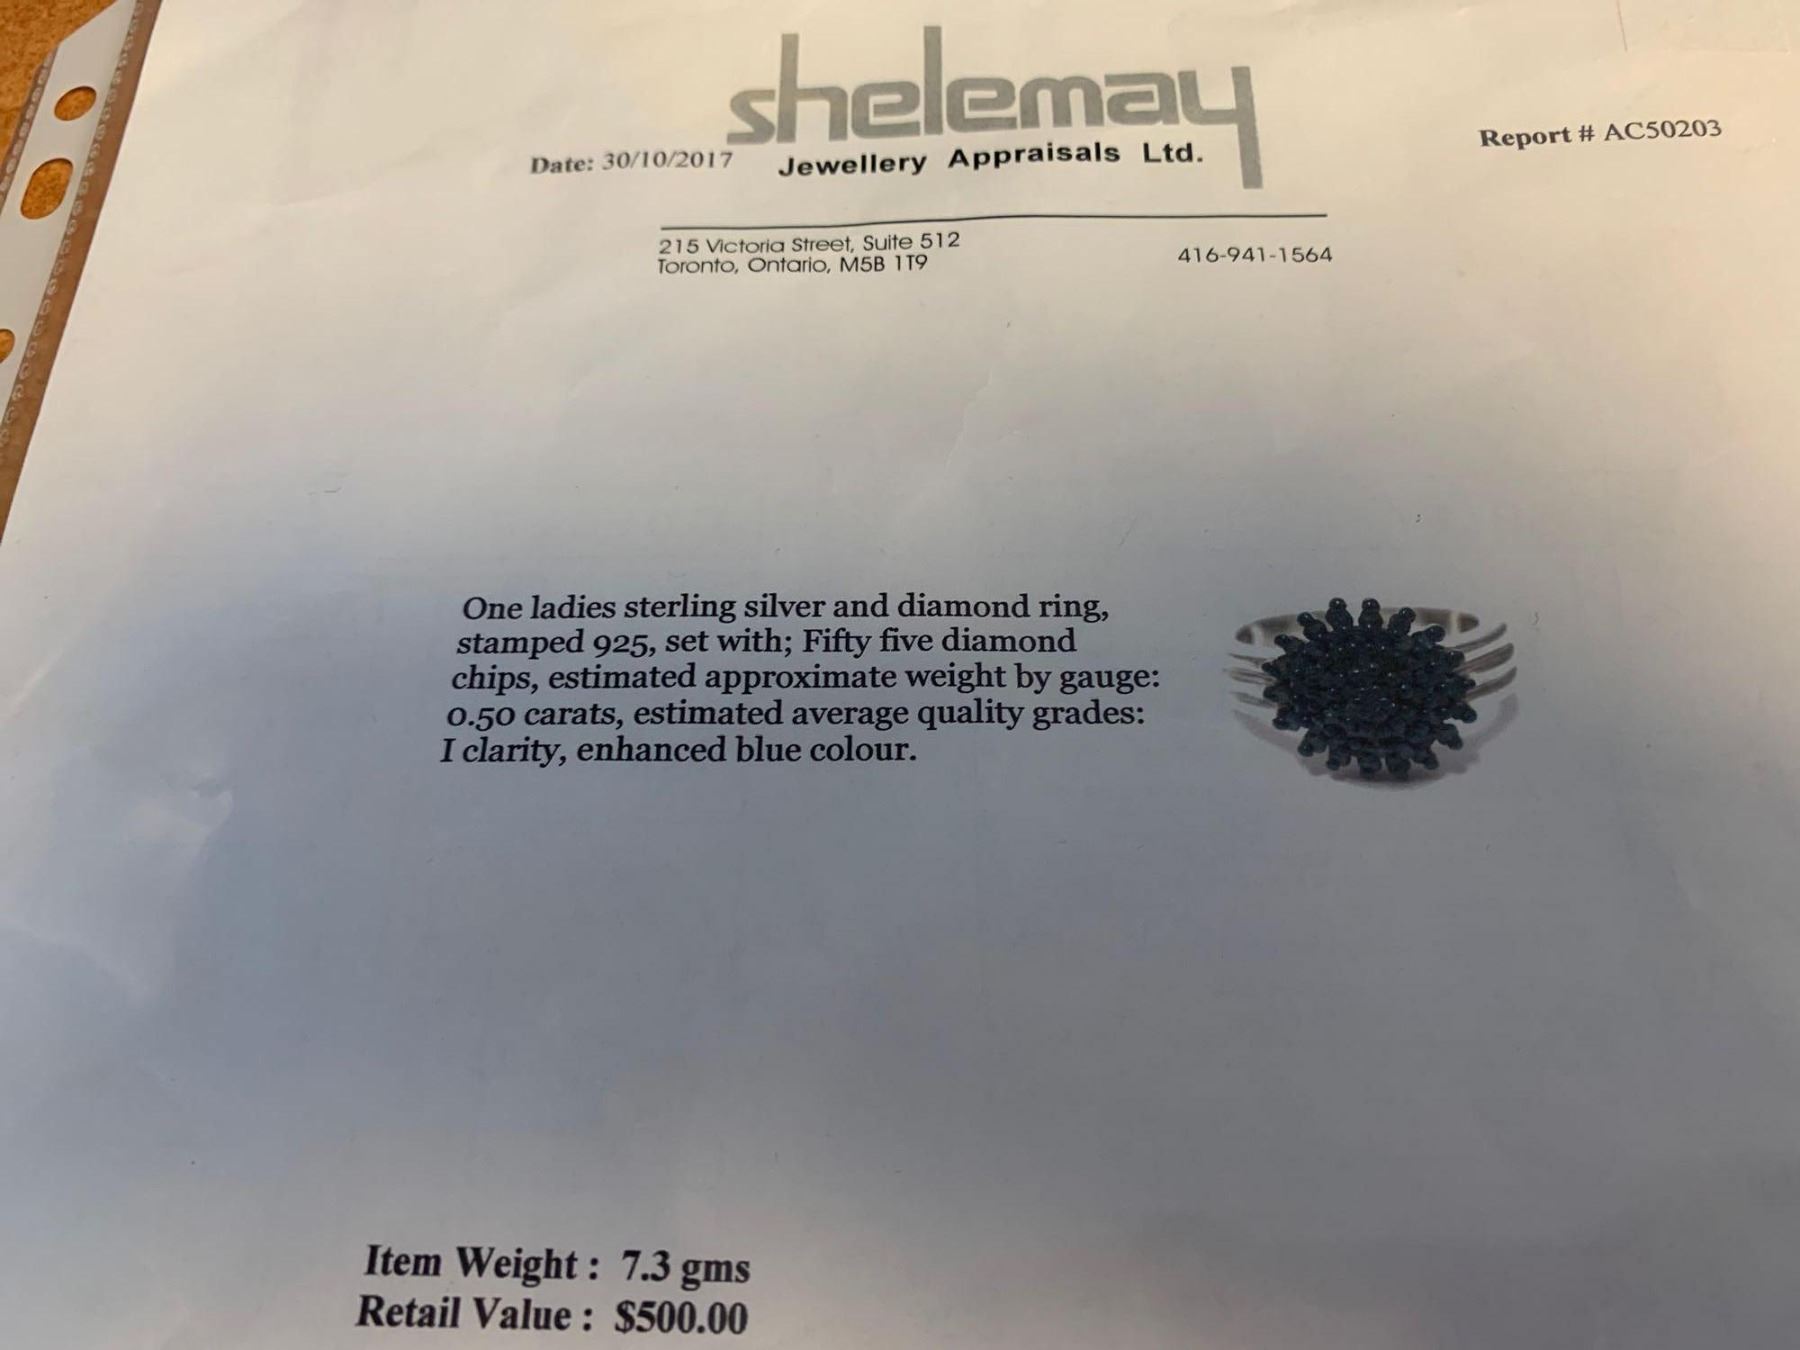 shelemay
Jewellery Appraisals Ltd.
Date: 30/10/2017
Report # AC50203
215 Victoria Street, Suite 512
Toronto, Ontario, M5B 1T9
416-941-1564
One ladies sterling silver and diamond ring,
stamped 925, set with; Fifty five diamond
chips, estimated approximate weight by gauge:
0.50 carats, estimated average quality grades:
I clarity, enhanced blue colour.
Item Weight : 7.3 gms
Retail Value : $500.00